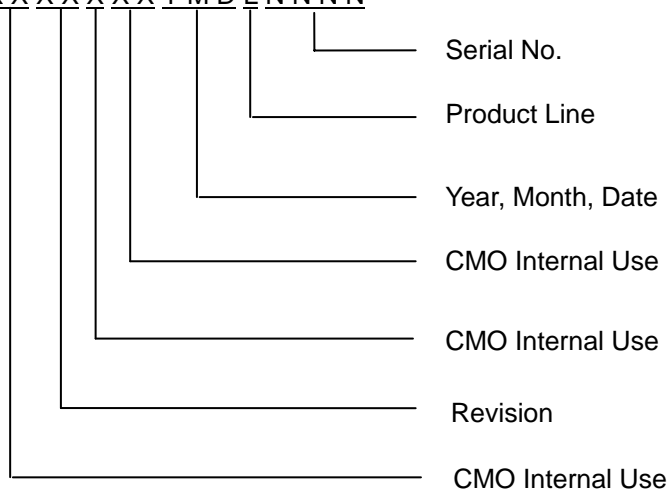 X X X X X X X Y M D L N N N N
Serial No.
Product Line
Year, Month, Date
CMO Internal Use
CMO Internal Use
Revision
CMO Internal Use